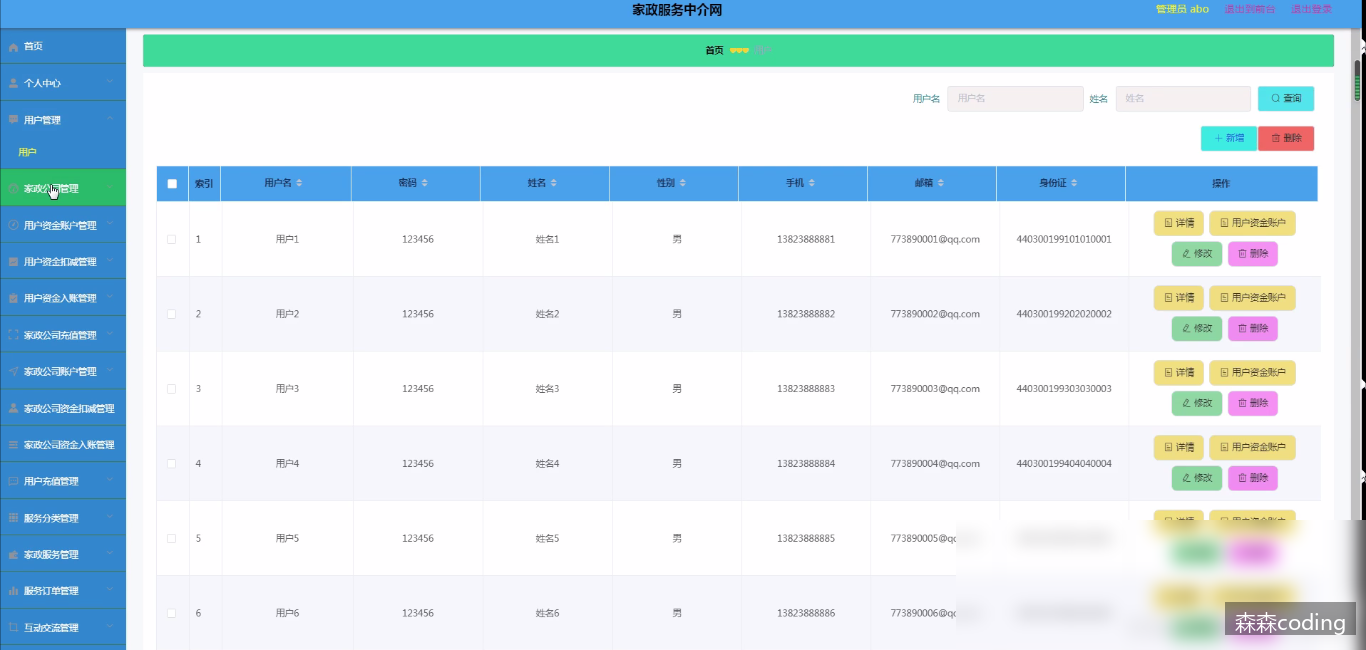 家政服务中介网
管理员 abo 退出到前台 退出登录
首页
个人中心
用户管理
用户
家政公司管理
用户资金账户管理
用户资金扣减管理
用户资金入账管理
家政公司充值管理
家政公司账户管理
家政公司资金扣减管理
家政公司资金入账管理
用户充值管理
服务分类管理
家政服务管理
服务订单管理
互动交流管理
首页
用户名 用户名 姓名 姓名 查询
+ 新增 删除
索引 用户名 密码 姓名 性别 手机 邮箱 身份证 操作
1 用户1 123456 姓名1 男 13823888881 773890001@qq.com 440300199101010001 详情 用户资金账户
修改 删除
2 用户2 123456 姓名2 男 13823888882 773890002@qq.com 440300199202020002 详情 用户资金账户
修改 删除
3 用户3 123456 姓名3 男 13823888883 773890003@qq.com 440300199303030003 详情 用户资金账户
修改 删除
4 用户4 123456 姓名4 男 13823888884 773890004@qq.com 440300199404040004 详情 用户资金账户
修改 删除
5 用户5 123456 姓名5 男 13823888885 773890005@qc
6 用户6 123456 姓名6 男 13823888886 773890006@qc
森森coding